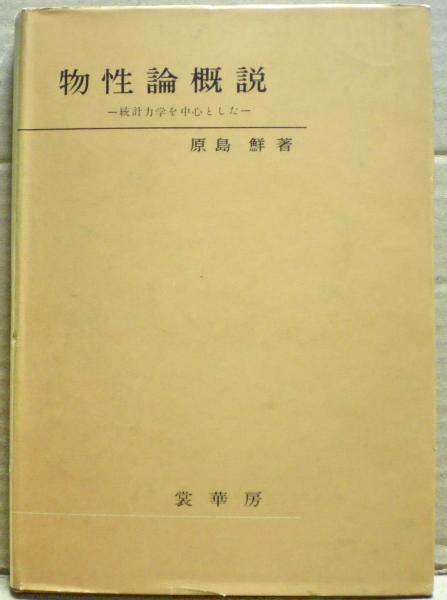 物性論概説
―統計力学を中心とした―
原島 鮮著
裳華房